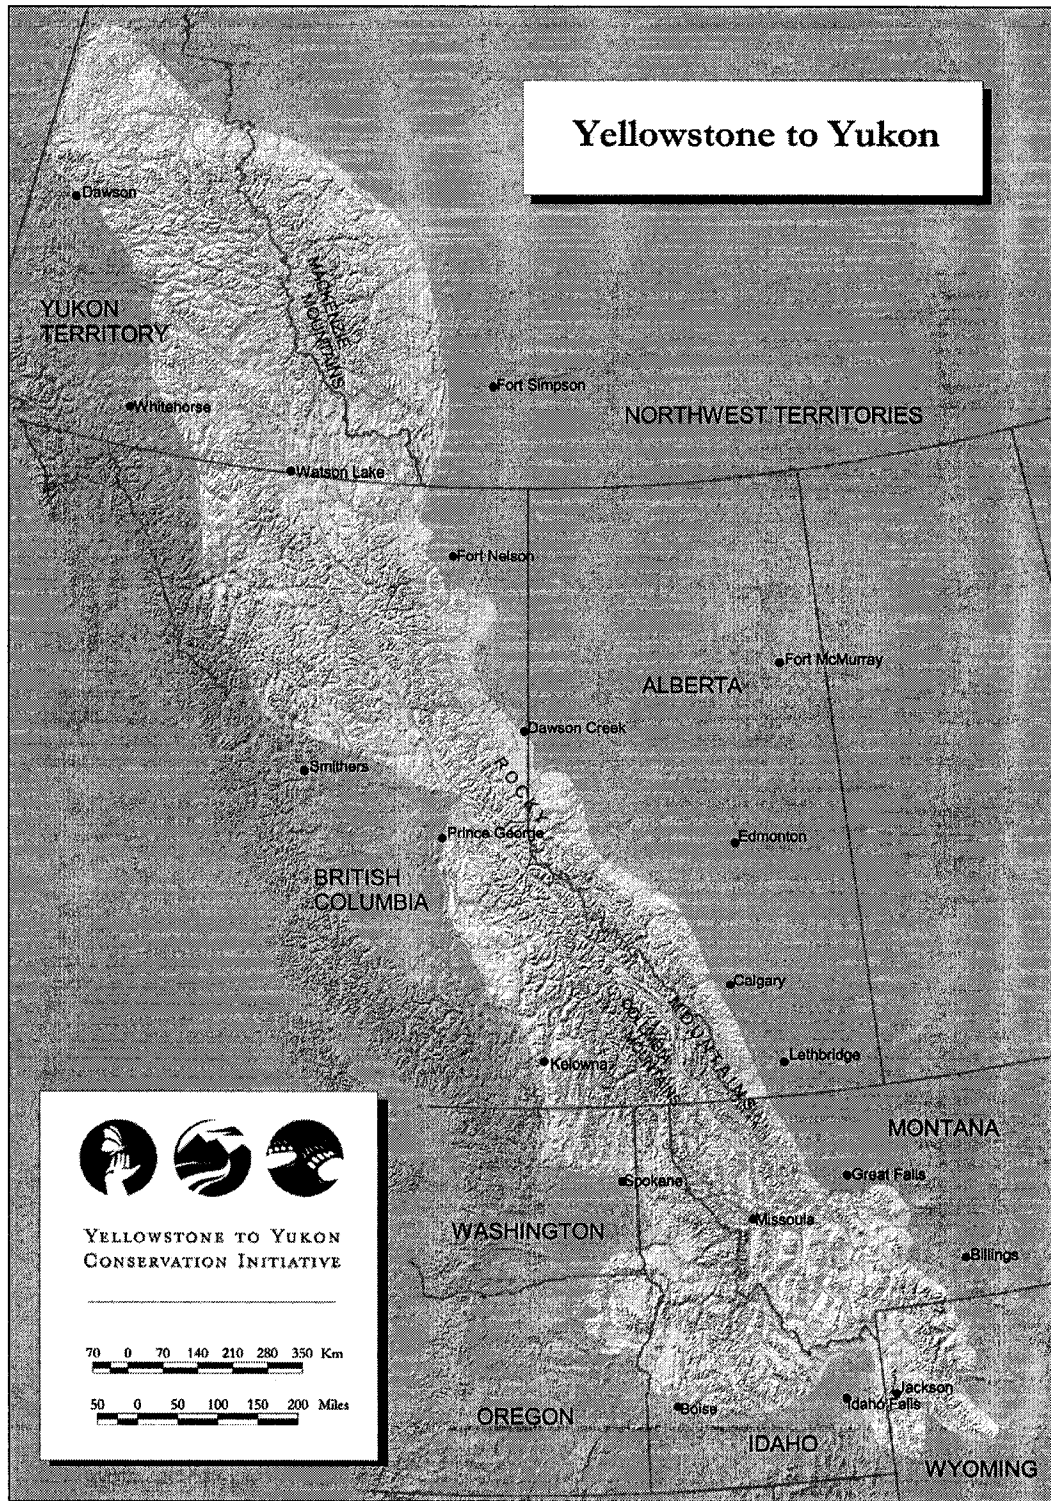 Yellowstone to Yukon
Dawson
MACKENZIE
MOUNTAINS
YUKON
TERRITORY
Fort Simpson
Whitehorse
NORTHWEST TERRITORIES
Watson Lake
Fort Nelson
Fort McMurray
ALBERTA
Dawson Creek
ROCKY
Smithers
Prince George
Edmonton
BRITISH
COLUMBIA
Calgary
MOUNTAINS
COLUMBIA
MOUNTAINS
Kelowna
Lethbridge
MONTANA
Great Falls
Spokane
Missoula
WASHINGTON
Billings
YELLOWSTONE TO YUKON
CONSERVATION INITIATIVE
70 0 70 140 210 280 350 Km
50 0 50 100 150 200 Miles
Jackson
Idaho Falls
Boise
OREGON
IDAHO
WYOMING